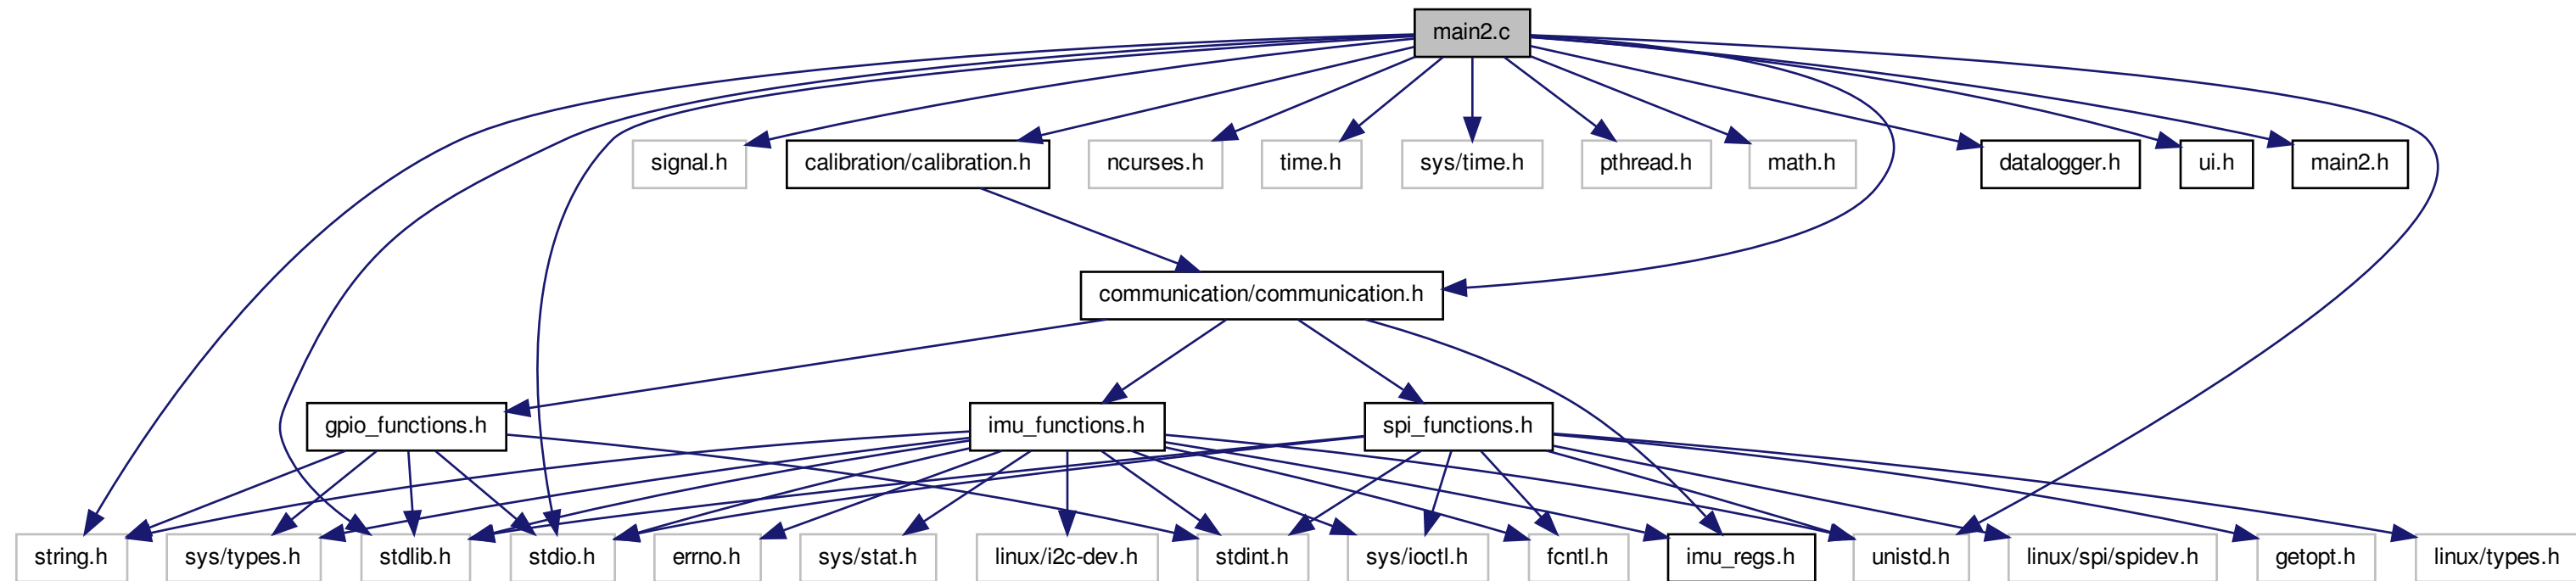 main2.c
signal.h
calibration/calibration.h
ncurses.h
time.h
sys/time.h
pthread.h
math.h
datalogger.h
ui.h
main2.h
communication/communication.h
gpio_functions.h
imu_functions.h
spi_functions.h
string.h
sys/types.h
stdlib.h
stdio.h
errno.h
sys/stat.h
linux/i2c-dev.h
stdint.h
sys/ioctl.h
fcntl.h
imu_regs.h
unistd.h
linux/spi/spidev.h
getopt.h
linux/types.h